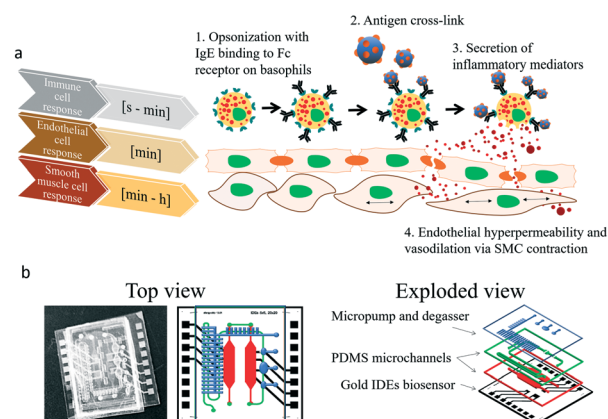 a
Immune
cell
response
[s - min]
Endothelial
cell
response
[min]
Smooth
muscle cell
response
[min - h]
1. Opsonization with
IgE binding to Fc
receptor on basophils
2. Antigen cross-link
3. Secretion of
inflammatory mediators
4. Endothelial hyperpermeability and
vasodilation via SMC contraction
b
Top view
Exploded view
Micropump and degasser
PDMS microchannels
Gold IDEs biosensor